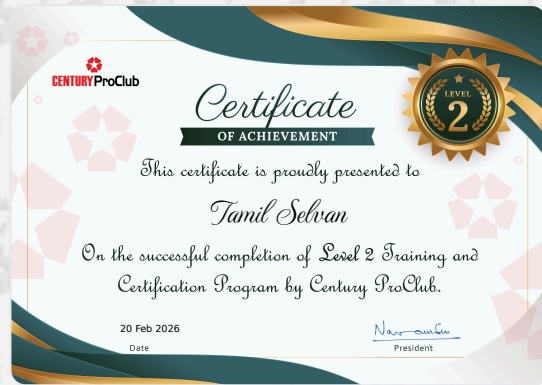 CENTURY ProClub
Certificate
OF ACHIEVEMENT
LEVEL
2
This certificate is proudly presented to
Tamil Selvan
On the successful completion of Level 2 Training and
Certification Program by Century ProClub.
20 Feb 2026
Date
President